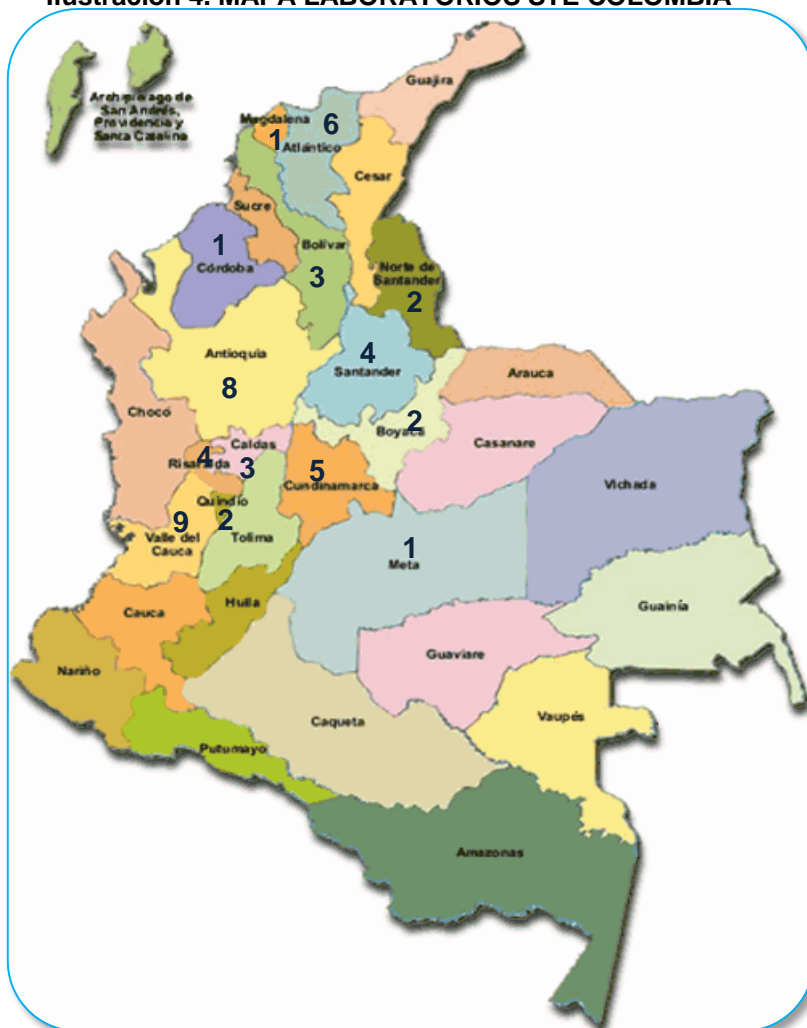 Ilustración 4. MAPA LABORATORIOS STE COLOMBIA
Archipiélago de
San Andrés,
Providencia y
Santa Catalina
Guajira
Magdalena
1
6
Atlántico
Cesar
Sucre
1
Córdoba
Bolívar
3
Norte de
Santander
2
Antioquia
8
4
Santander
Arauca
Chocó
2
Boyacá
Casanare
Caldas
3
4
Risaralda
5
Cundinamarca
Vichada
Quindío
2
9
Valle del
Cauca
Tolima
1
Meta
Cauca
Huila
Guainía
Guaviare
Nariño
Caqueta
Vaupés
Putumayo
Amazonas